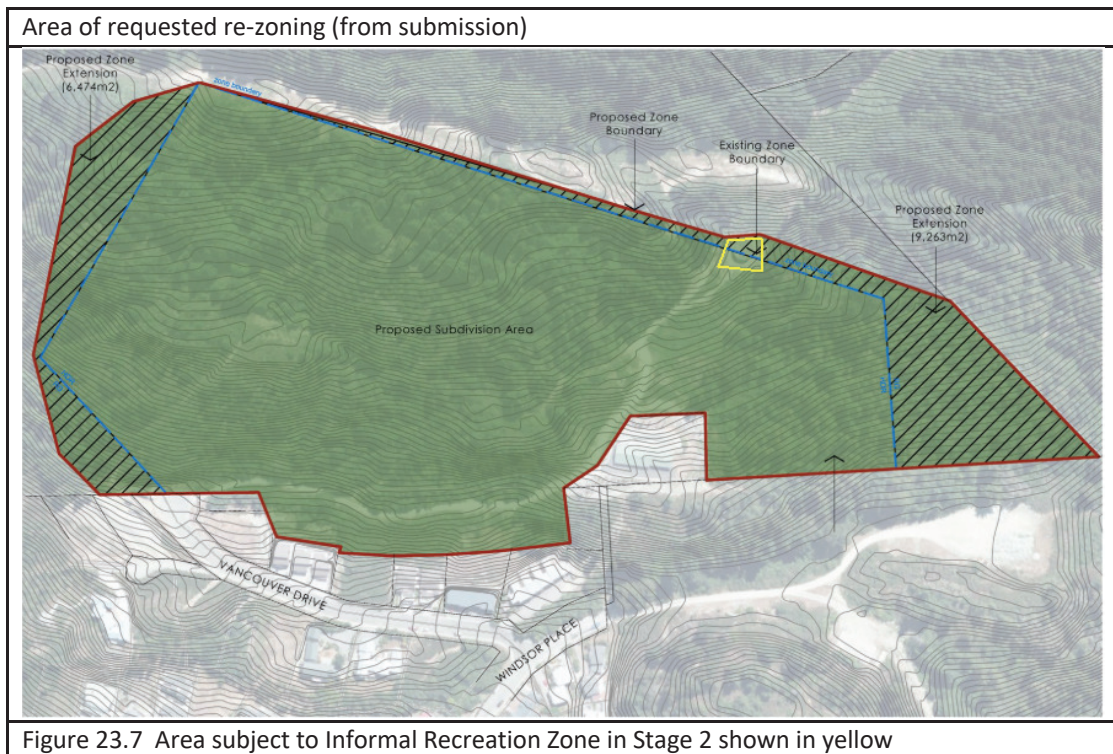 Area of requested re-zoning (from submission)
Proposed Zone
Extension
(6,474m2)
zone boundary
Proposed Zone
Boundary
Existing Zone
Boundary
Proposed Zone
Extension
(9,263m2)
Proposed Subdivision Area
VANCOUVER DRIVE
WINDSOR PLACE
Figure 23.7 Area subject to Informal Recreation Zone in Stage 2 shown in yellow